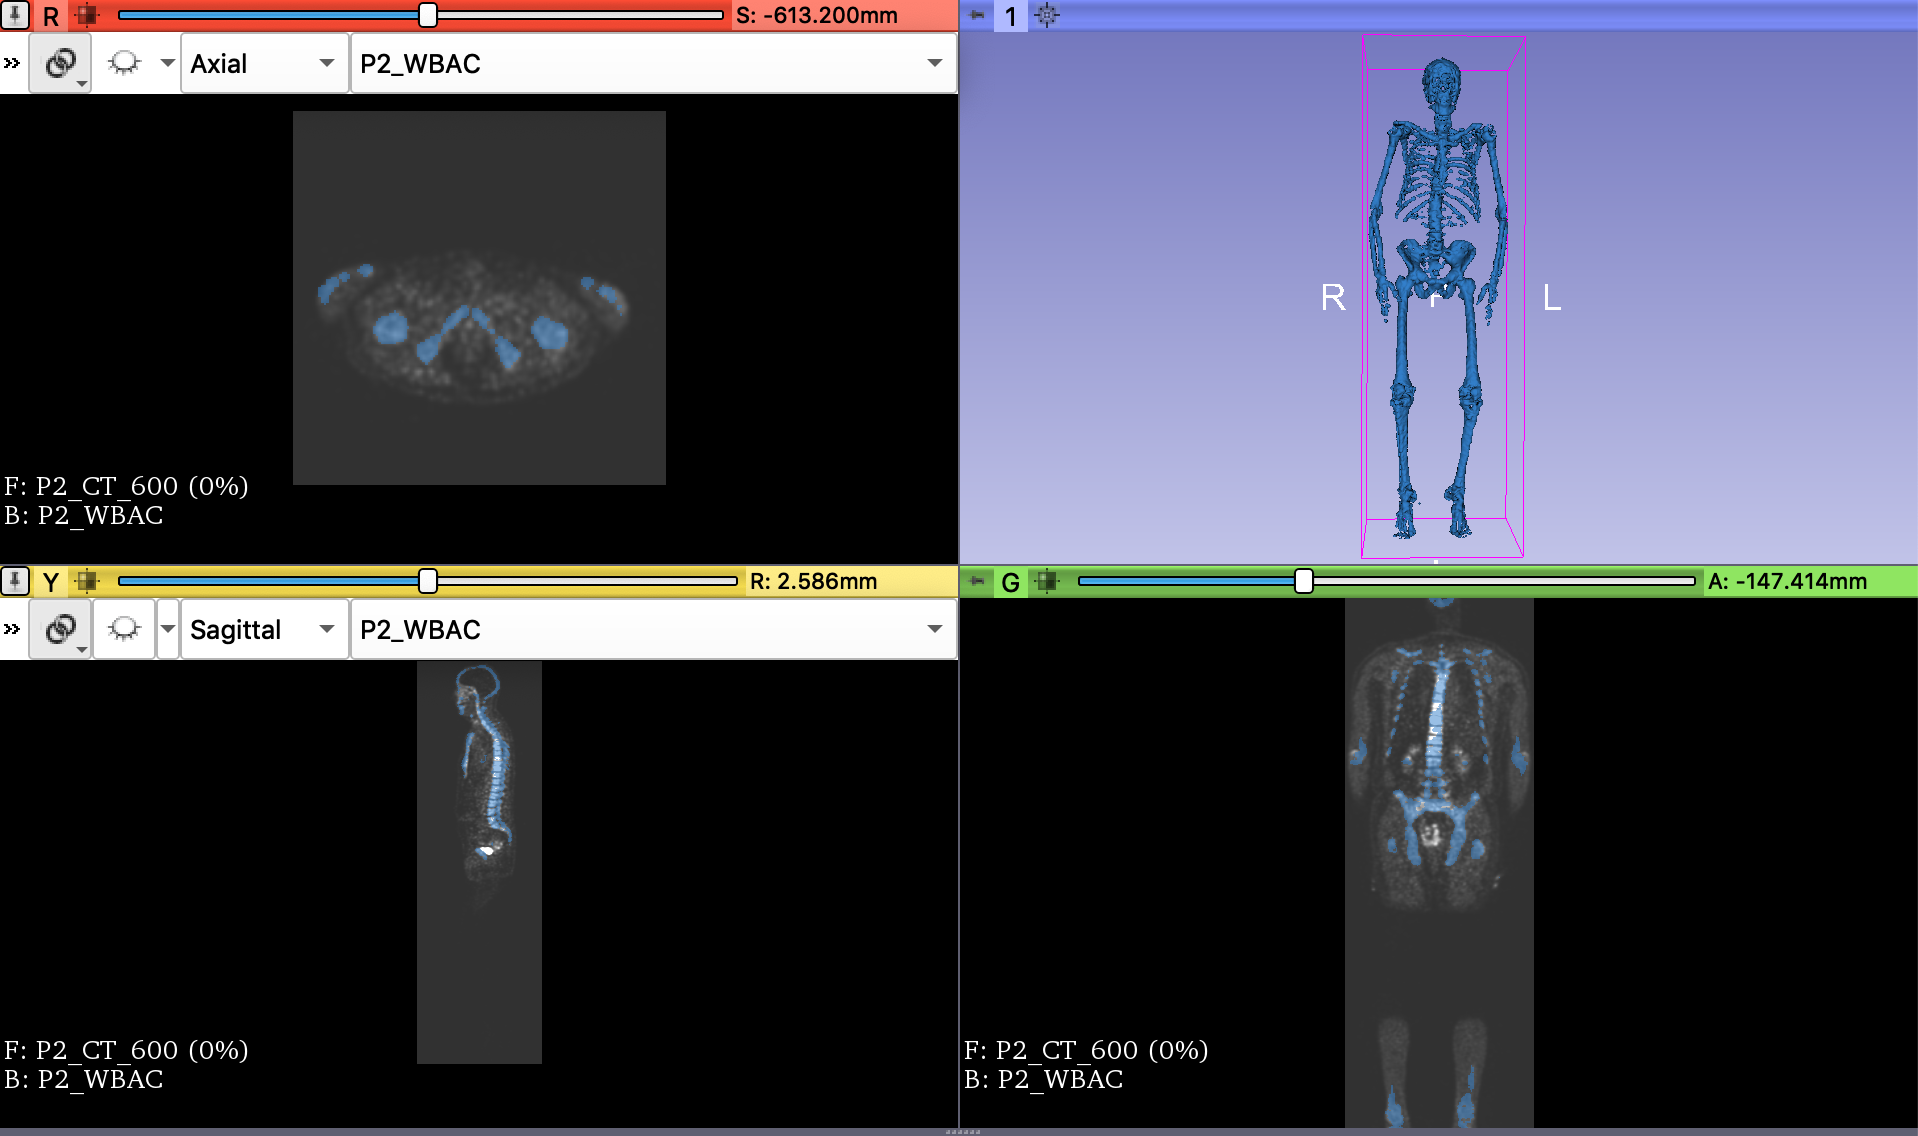 R
S: -613.200mm
Axial
P2_WBAC
F: P2_CT_600 (0%)
B: P2_WBAC
1
R
L
Y
R: 2.586mm
Sagittal
P2_WBAC
F: P2_CT_600 (0%)
B: P2_WBAC
G
A: -147.414mm
F: P2_CT_600 (0%)
B: P2_WBAC